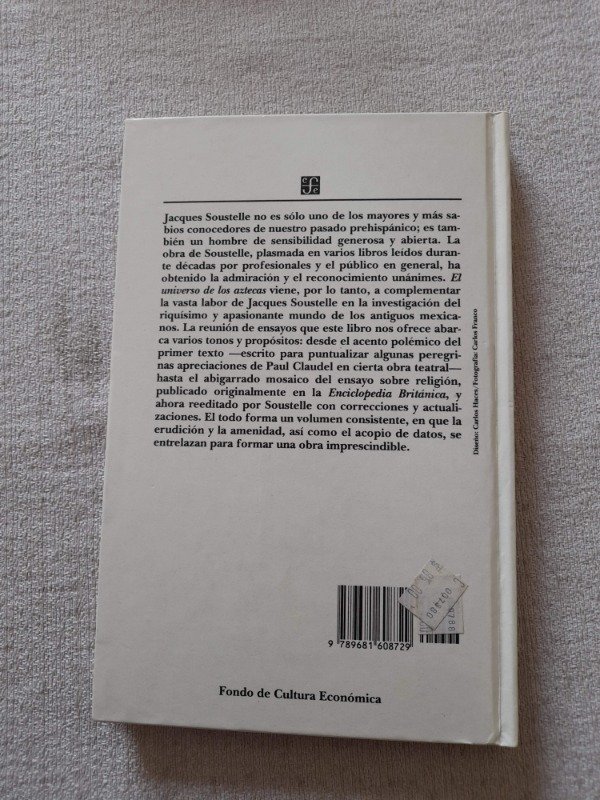 Jacques Soustelle no es sólo uno de los mayores y más sa-
bios conocedores de nuestro pasado prehispánico; es tam-
bién un hombre de sensibilidad generosa y abierta. La
obra de Soustelle, plasmada en varios libros leídos duran-
te décadas por profesionales y el público en general, ha
obtenido la admiración y el reconocimiento unánimes. El
universo de los aztecas viene, por lo tanto, a complementar
la vasta labor de Jacques Soustelle en la investigación del
riquísimo y apasionante mundo de los antiguos mexica-
nos. La reunión de ensayos que este libro nos ofrece abar-
ca varios tonos y propósitos: desde el acento polémico del
primer texto —escrito para puntualizar algunas peregri-
nas apreciaciones de Paul Claudel en cierta obra teatral—
hasta el abigarrado mosaico del ensayo sobre religión,
publicado originalmente en la Enciclopedia Británica, y
ahora reeditado por Soustelle con correcciones y actuali-
zaciones. El todo forma un volumen consistente, en que la
erudición y la amenidad, así como el acopio de datos, se
entrelazan para formar una obra imprescindible.
Diseño: Carlos Haces/Fotografía: Carlos Franco
9 789681 608729
Fondo de Cultura Económica